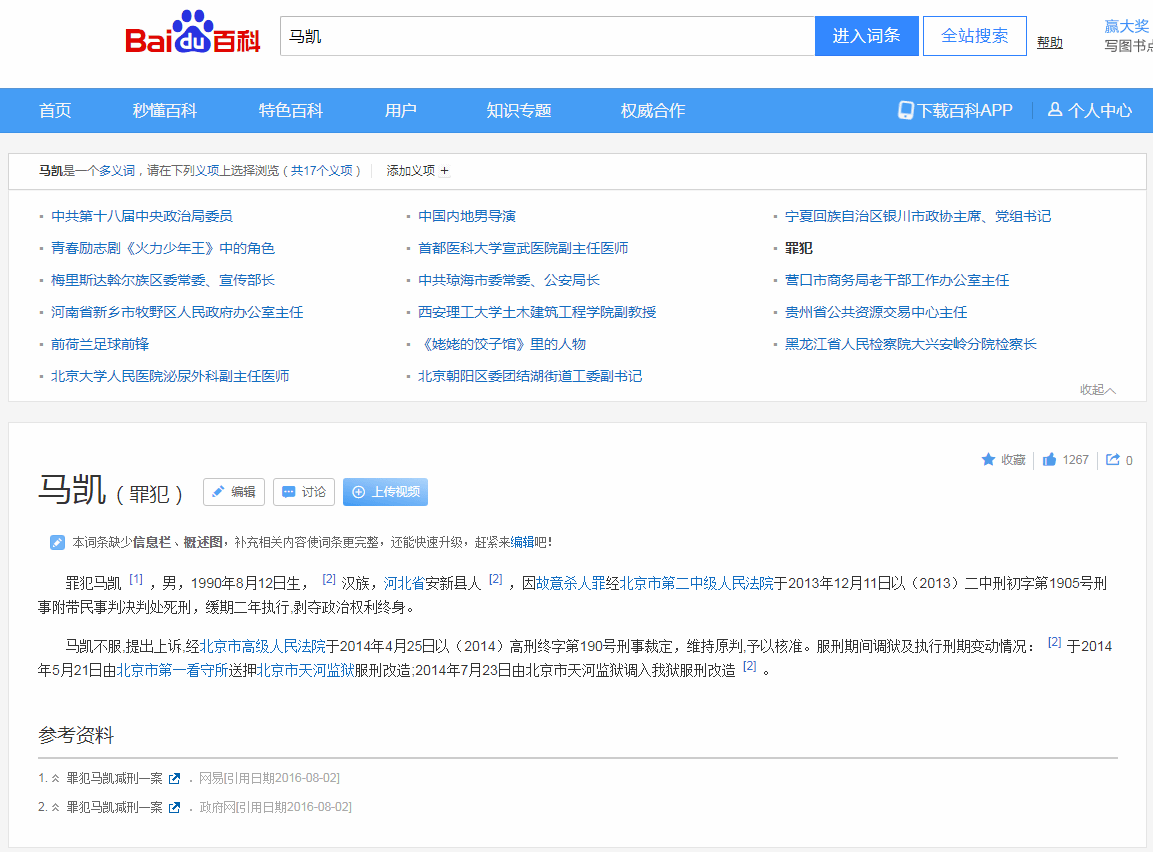 Bai du 百科 马凯 进入词条 全站搜索 帮助 赢大奖
写图书点
首页 秒懂百科 特色百科 用户 知识专题 权威合作 下载百科APP 个人中心
马凯是一个多义词，请在下列义项上选择浏览（共17个义项） 添加义项 +
▪ 中共第十八届中央政治局委员 ▪ 中国内地男导演 ▪ 宁夏回族自治区银川市政协主席、党组书记
▪ 青春励志剧《火力少年王》中的角色 ▪ 首都医科大学宣武医院副主任医师 ▪ 罪犯
▪ 梅里斯达斡尔族区委常委、宣传部长 ▪ 中共琼海市委常委、公安局长 ▪ 营口市商务局老干部工作办公室主任
▪ 河南省新乡市牧野区人民政府办公室主任 ▪ 西安理工大学土木建筑工程学院副教授 ▪ 贵州省公共资源交易中心主任
▪ 前荷兰足球前锋 ▪ 《姥姥的饺子馆》里的人物 ▪ 黑龙江省人民检察院大兴安岭分院检察长
▪ 北京大学人民医院泌尿外科副主任医师 ▪ 北京朝阳区委团结湖街道工委副书记
收起
收藏 1267 0
马凯（罪犯） 编辑 讨论 上传视频
本词条缺少信息栏、概述图，补充相关内容使词条更完整，还能快速升级，赶紧来编辑吧！
罪犯马凯 [1] ，男，1990年8月12日生， [2] 汉族，河北省安新县人 [2] ，因故意杀人罪经北京市第二中级人民法院于2013年12月11日以（2013）二中刑初字第1905号刑
事附带民事判决判处死刑，缓期二年执行,剥夺政治权利终身。
马凯不服,提出上诉,经北京市高级人民法院于2014年4月25日以（2014）高刑终字第190号刑事裁定，维持原判,予以核准。服刑期间调狱及执行刑期变动情况： [2] 于2014
年5月21日由北京市第一看守所送押北京市天河监狱服刑改造;2014年7月23日由北京市天河监狱调入我狱服刑改造 [2] 。
参考资料
1. 罪犯马凯减刑一案 ．网易[引用日期2016-08-02]
2. 罪犯马凯减刑一案 ．政府网[引用日期2016-08-02]